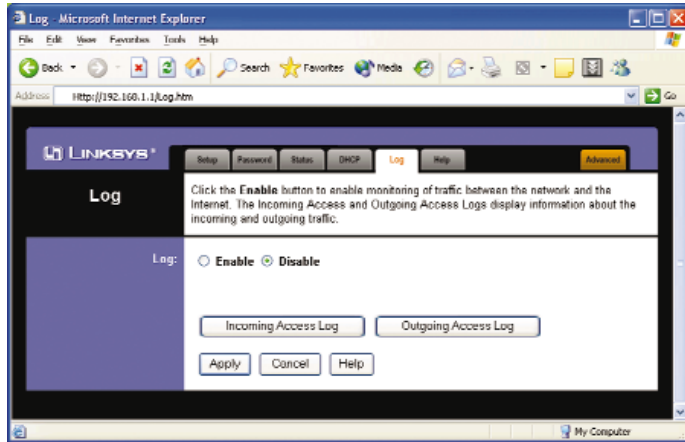 Log - Microsoft Internet Explorer
File Edit View Favorites Tools Help
Back Search Favorites Media
Address Http://192.168.1.1/Log.htm Go
LINKSYS®
Setup Password Status DHCP Log Help Advanced
Log
Click the Enable button to enable monitoring of traffic between the network and the
Internet. The Incoming Access and Outgoing Access Logs display information about the
incoming and outgoing traffic.
Log: Enable Disable
Incoming Access Log Outgoing Access Log
Apply Cancel Help
My Computer